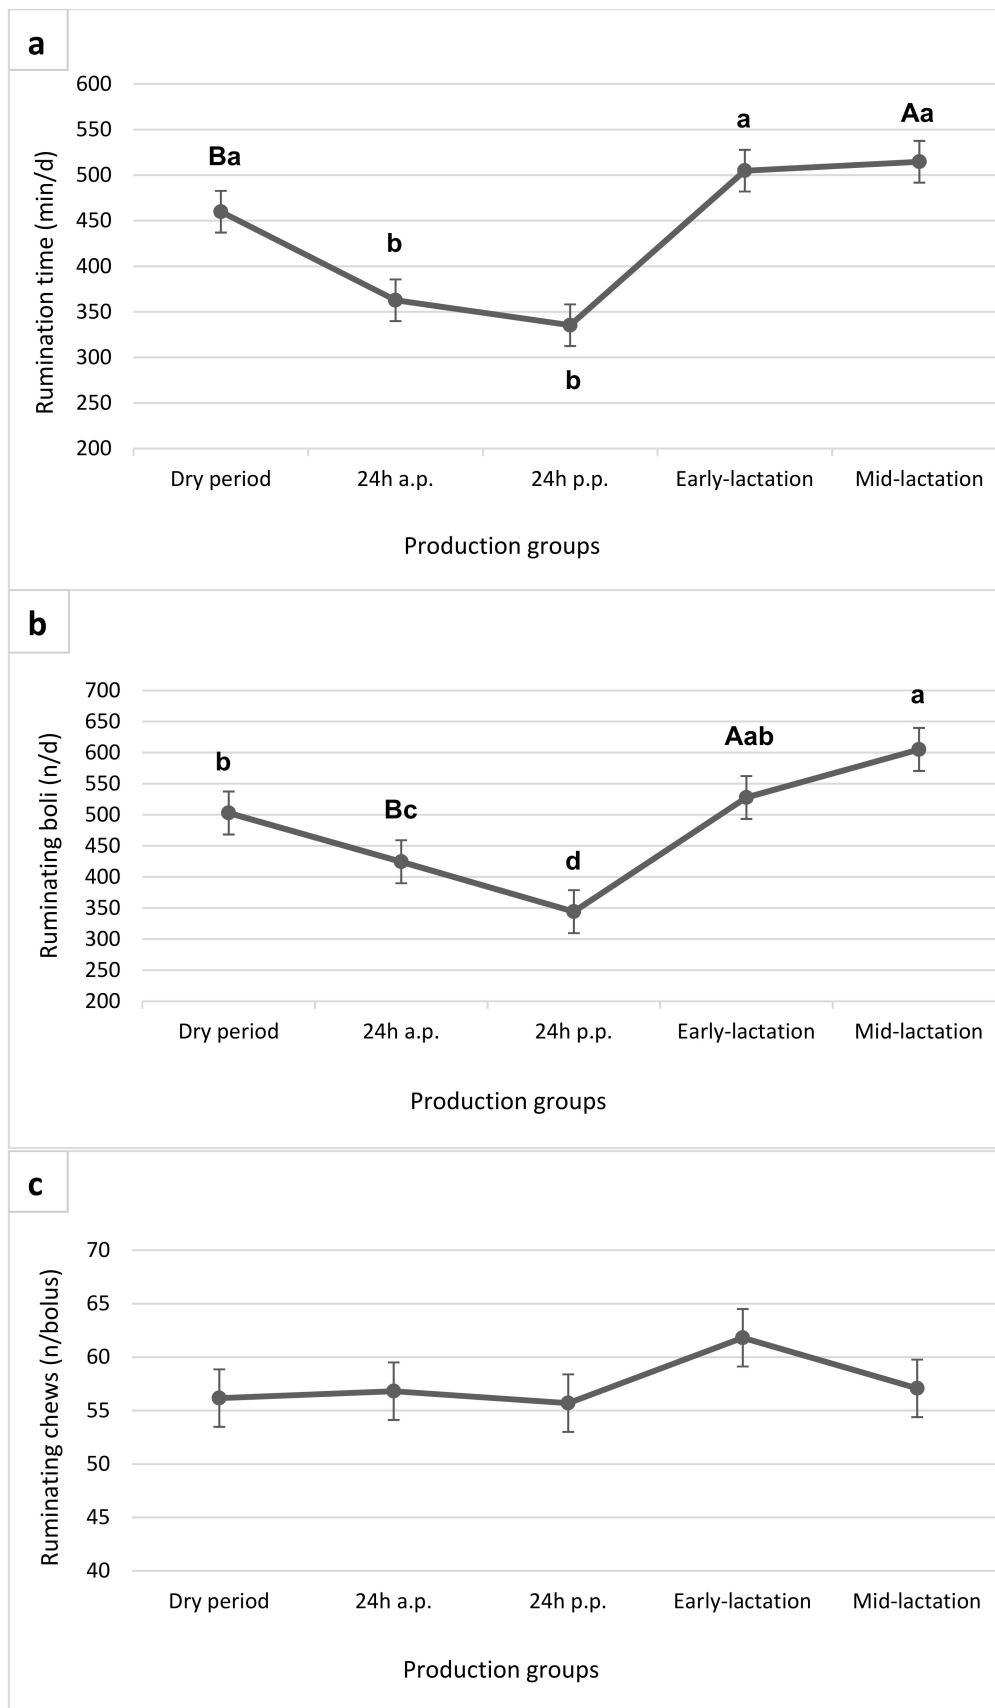 a
Rumination time (min/d)
600
550
500
450
400
350
300
250
200
Ba
b
b
a
Aa
Dry period 24h a.p. 24h p.p. Early-lactation Mid-lactation
Production groups
b
Ruminating boli (n/d)
700
650
600
550
500
450
400
350
300
250
200
b
Bc
d
Aab
a
Dry period 24h a.p. 24h p.p. Early-lactation Mid-lactation
Production groups
c
Ruminating chews (n/bolus)
70
65
60
55
50
45
40
Dry period 24h a.p. 24h p.p. Early-lactation Mid-lactation
Production groups